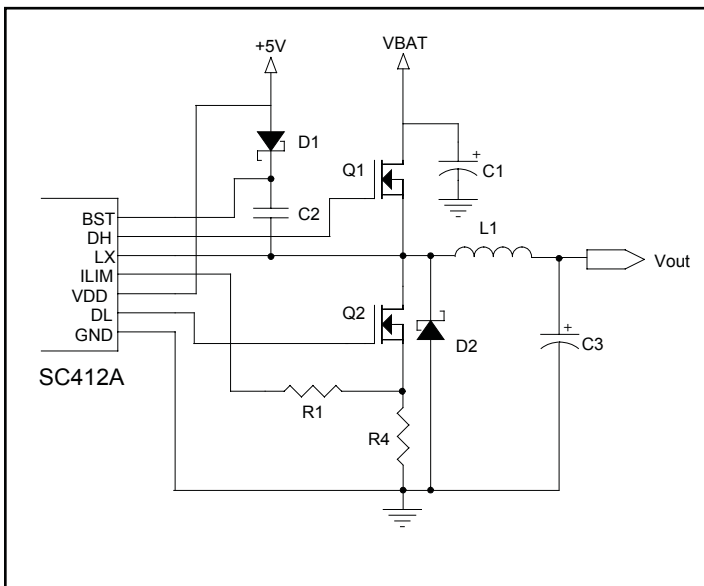 +5V
VBAT
D1
Q1
+
C1
C2
BST
DH
LX
ILIM
VDD
DL
GND
SC412A
L1
Vout
Q2
D2
+
C3
R1
R4